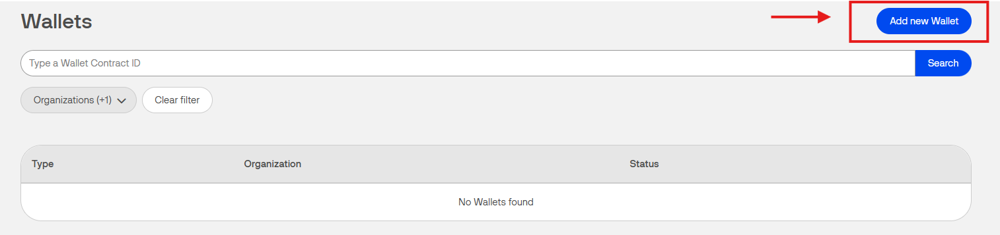 Wallets
Add new Wallet
Type a Wallet Contract ID
Search
Organizations (+1)
Clear filter
Type Organization Status
No Wallets found